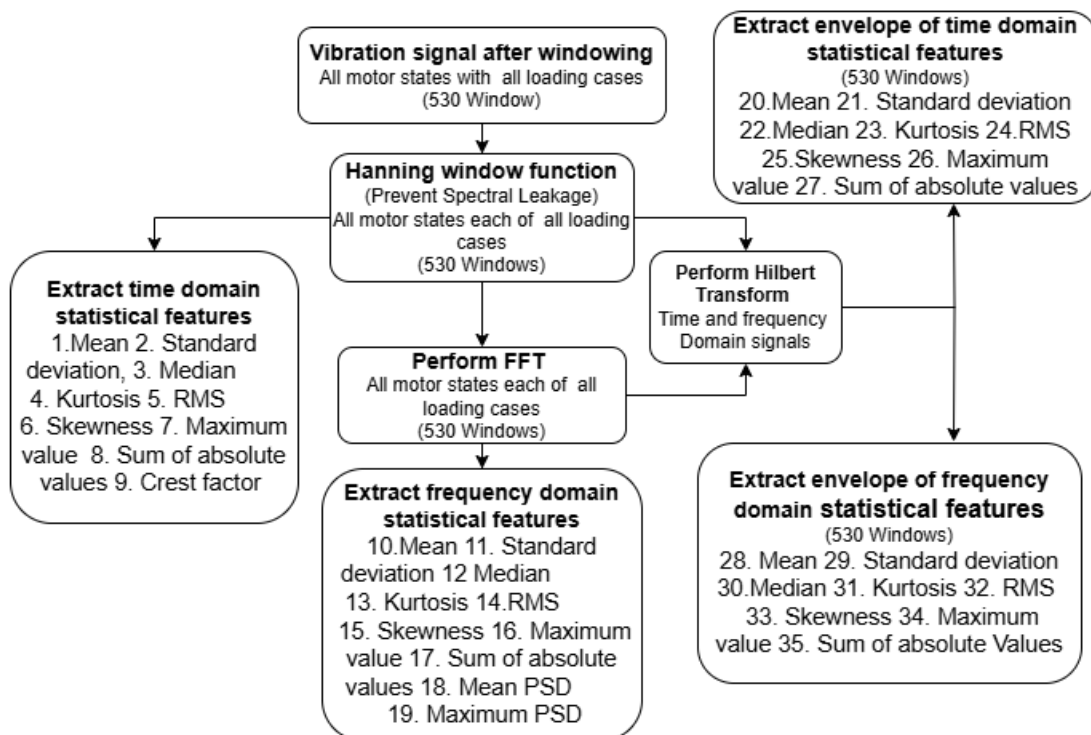 Vibration signal after windowing
All motor states with  all loading cases
(530 Window)
Hanning window function
(Prevent Spectral Leakage)
All motor states each of  all loading
cases
(530 Windows)
Extract time domain
statistical features
1.Mean 2. Standard
deviation, 3. Median
4. Kurtosis 5. RMS
6. Skewness 7. Maximum
value  8. Sum of absolute
values 9. Crest factor
Perform FFT
All motor states each of  all
loading cases
(530 Windows)
Extract frequency domain
statistical features
10.Mean 11. Standard
deviation 12 Median
13. Kurtosis 14.RMS
15. Skewness 16. Maximum
value 17. Sum of absolute
values 18. Mean PSD
19. Maximum PSD
Perform Hilbert
Transform
Time and frequency
Domain signals
Extract envelope of time domain
statistical features
(530 Windows)
20.Mean 21. Standard deviation
22.Median 23. Kurtosis 24.RMS
25.Skewness 26. Maximum
value 27. Sum of absolute values
Extract envelope of frequency
domain statistical features
(530 Windows)
28. Mean 29. Standard deviation
30.Median 31. Kurtosis 32. RMS
33. Skewness 34. Maximum
value 35. Sum of absolute Values